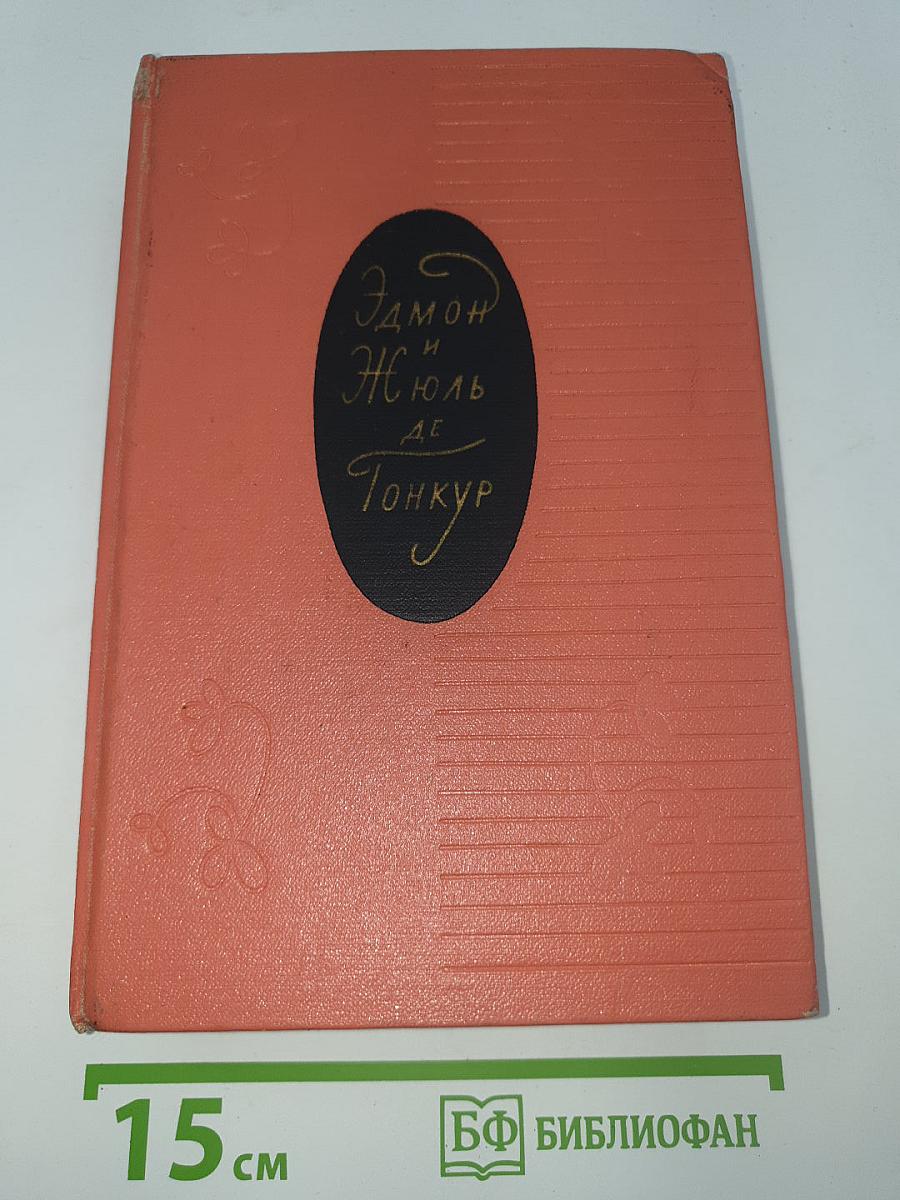 Эдмон
и
Жюль
де
Гонкур
15 см
БФ БИБЛИОФАН